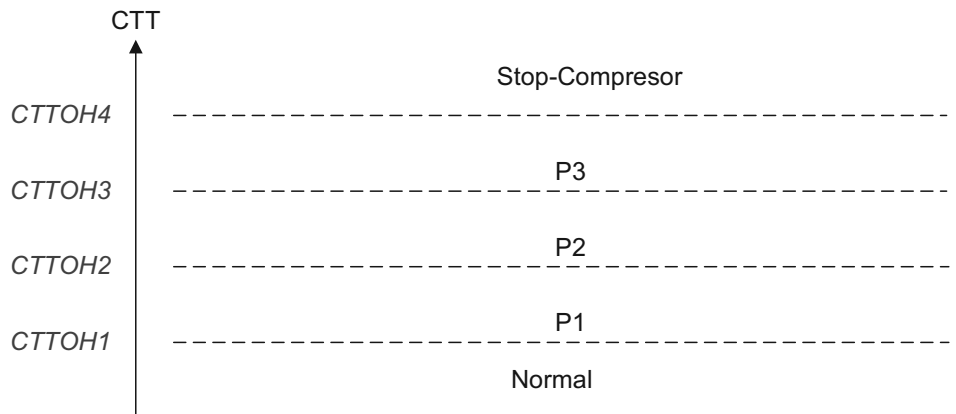 CTT
Stop-Compresor
CTTOH4
P3
CTTOH3
P2
CTTOH2
P1
CTTOH1
Normal